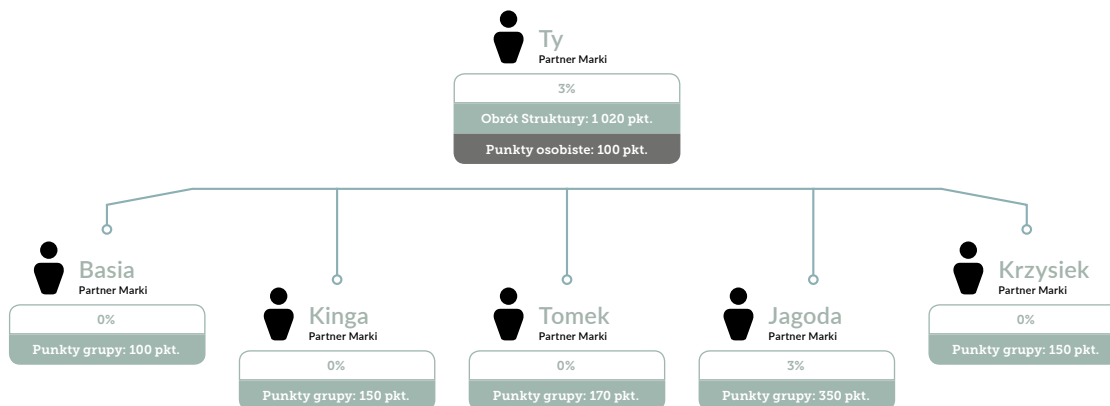 Ty
Partner Marki
3%
Obrót Struktury: 1 020 pkt.
Punkty osobiste: 100 pkt.
Basia
Partner Marki
0%
Punkty grupy: 100 pkt.
Kinga
Partner Marki
0%
Punkty grupy: 150 pkt.
Tomek
Partner Marki
0%
Punkty grupy: 170 pkt.
Jagoda
Partner Marki
3%
Punkty grupy: 350 pkt.
Krzysiek
Partner Marki
0%
Punkty grupy: 150 pkt.